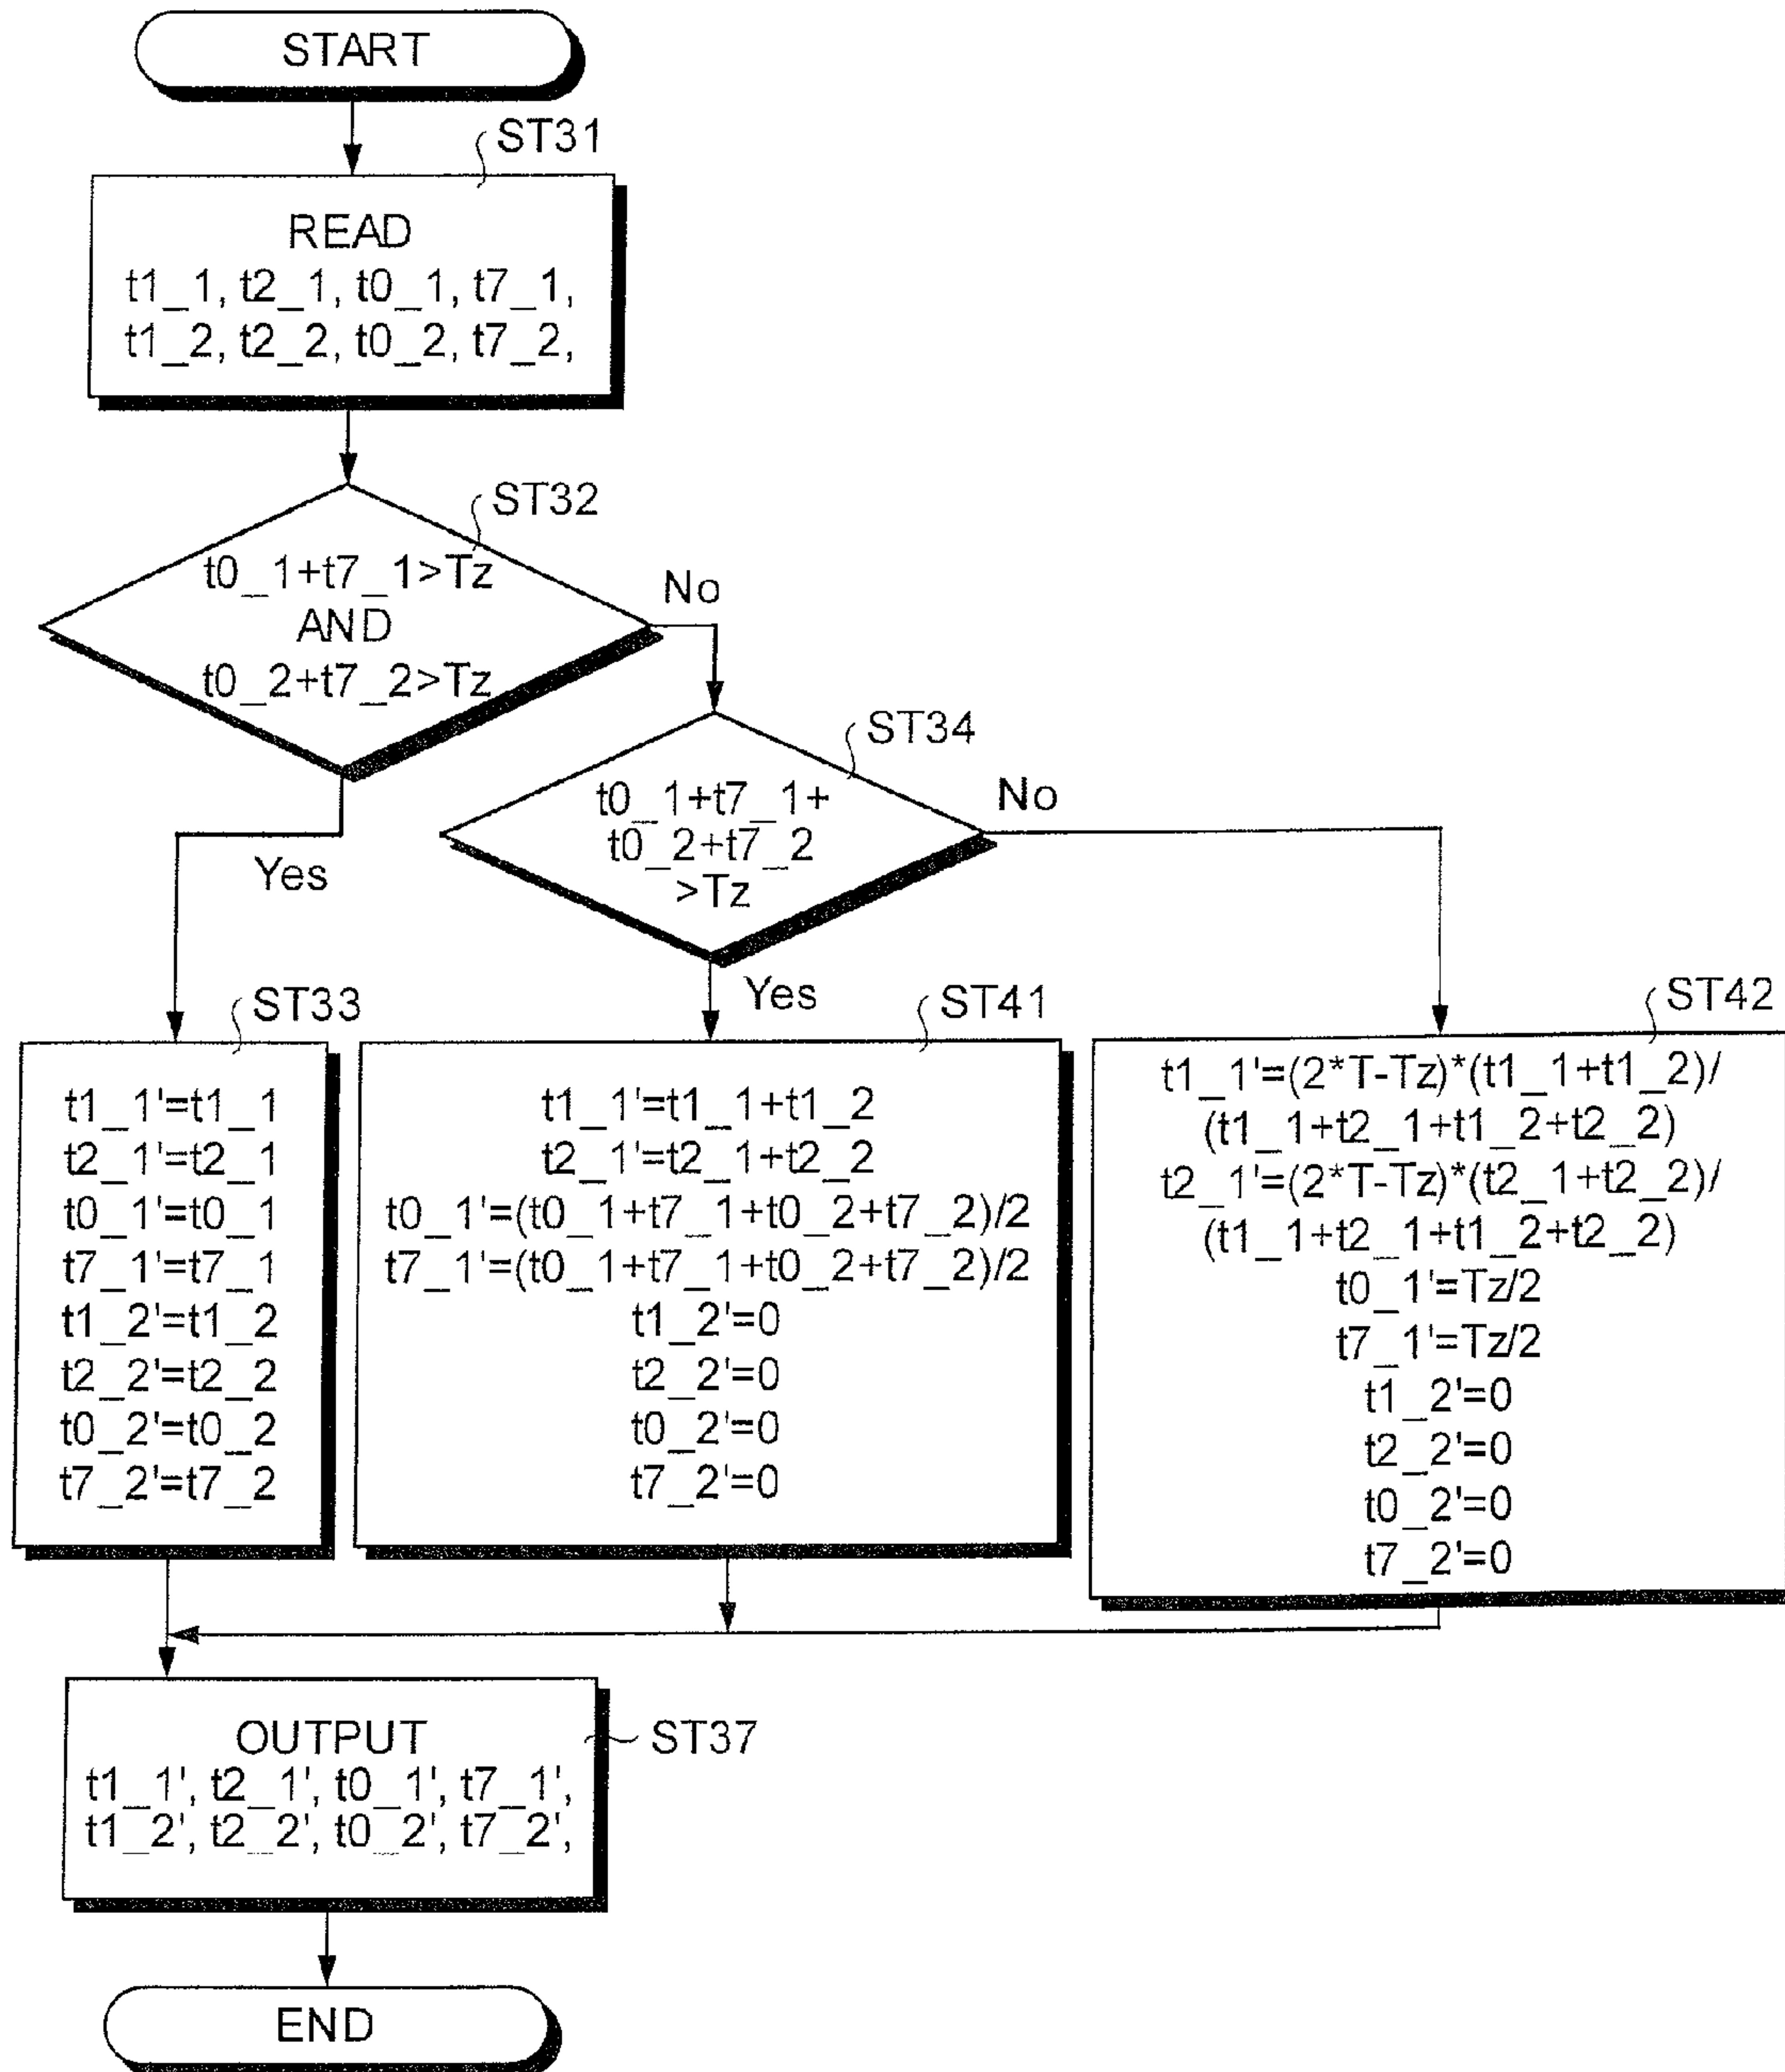 START
ST31
READ
t1_1, t2_1, t0_1, t7_1,
t1_2, t2_2, t0_2, t7_2,
ST32
t0_1+t7_1>Tz
AND
t0_2+t7_2>Tz
No
Yes
ST34
t0_1+t7_1+
t0_2+t7_2
>Tz
No
Yes
ST33
t1_1'=t1_1
t2_1'=t2_1
t0_1'=t0_1
t7_1'=t7_1
t1_2'=t1_2
t2_2'=t2_2
t0_2'=t0_2
t7_2'=t7_2
ST41
t1_1'=t1_1+t1_2
t2_1'=t2_1+t2_2
t0_1'=(t0_1+t7_1+t0_2+t7_2)/2
t7_1'=(t0_1+t7_1+t0_2+t7_2)/2
t1_2'=0
t2_2'=0
t0_2'=0
t7_2'=0
ST42
t1_1'=(2*T-Tz)*(t1_1+t1_2)/
(t1_1+t2_1+t1_2+t2_2)
t2_1'=(2*T-Tz)*(t2_1+t2_2)/
(t1_1+t2_1+t1_2+t2_2)
t0_1'=Tz/2
t7_1'=Tz/2
t1_2'=0
t2_2'=0
t0_2'=0
t7_2'=0
OUTPUT
t1_1', t2_1', t0_1', t7_1',
t1_2', t2_2', t0_2', t7_2',
ST37
END